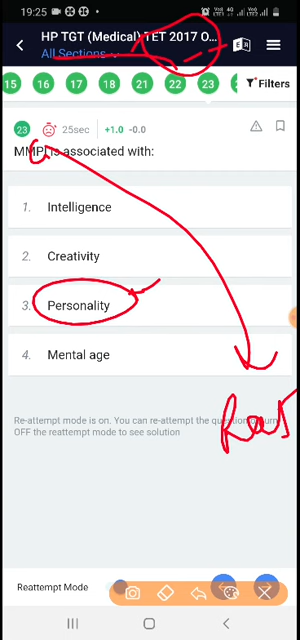 19:25
HP TGT (Medical) TET 2017 O...
All Sections
15 16 17 18 21 22 23 Filters
23 25sec +1.0 -0.0
MMPI is associated with:
1. Intelligence
2. Creativity
3. Personality
4. Mental age
Re-attempt mode is on. You can re-attempt the question or turn
OFF the reattempt mode to see solution
Reattempt Mode